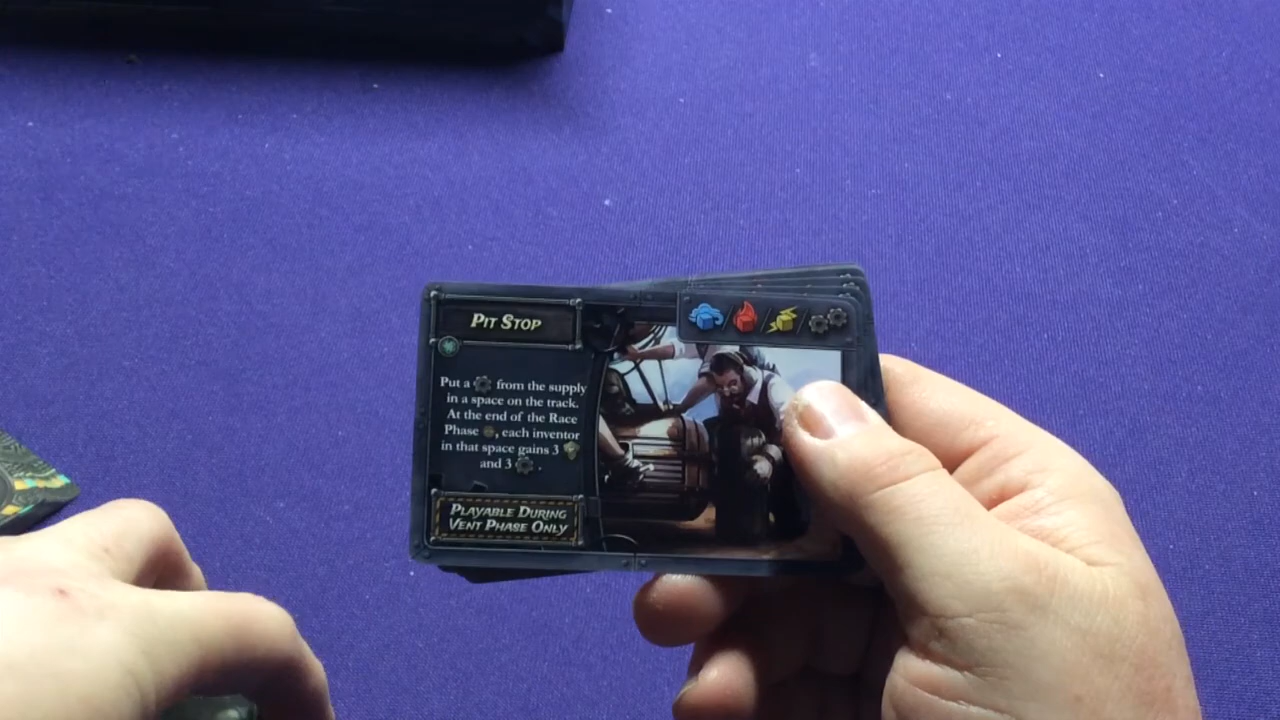 PIT STOP
Put a from the supply
in a space on the track.
At the end of the Race
Phase , each inventor
in that space gains 3
and 3 .
PLAYABLE DURING
VENT PHASE ONLY